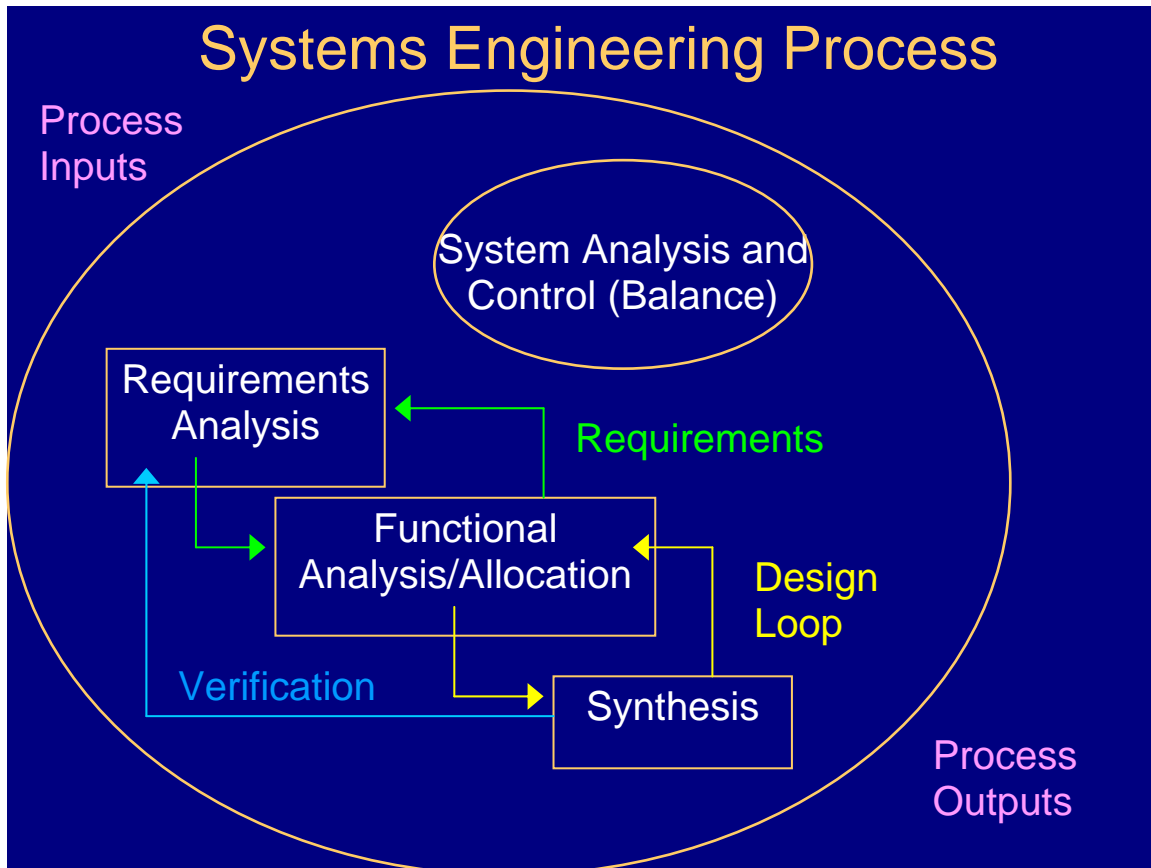 Systems Engineering Process
Process
Inputs
System Analysis and
Control (Balance)
Requirements
Analysis
Requirements
Functional
Analysis/Allocation
Design
Loop
Verification
Synthesis
Process
Outputs